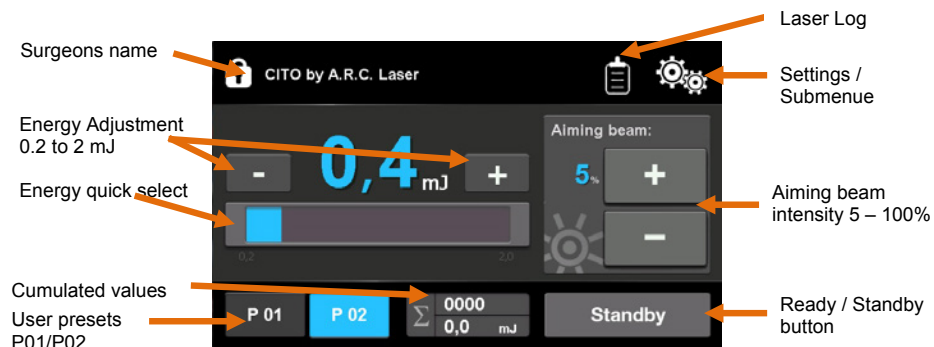 Laser Log
Surgeons name
CITO by A.R.C. Laser
Settings /
Submenue
Energy Adjustment
0.2 to 2 mJ
- 0,4 mJ +
Aiming beam:
5% +
−
Energy quick select
0,2 2,0
Aiming beam
intensity 5 – 100%
Cumulated values
User presets
P01/P02
P 01 P 02 Σ 0000
0,0 mJ
Standby
Ready / Standby
button